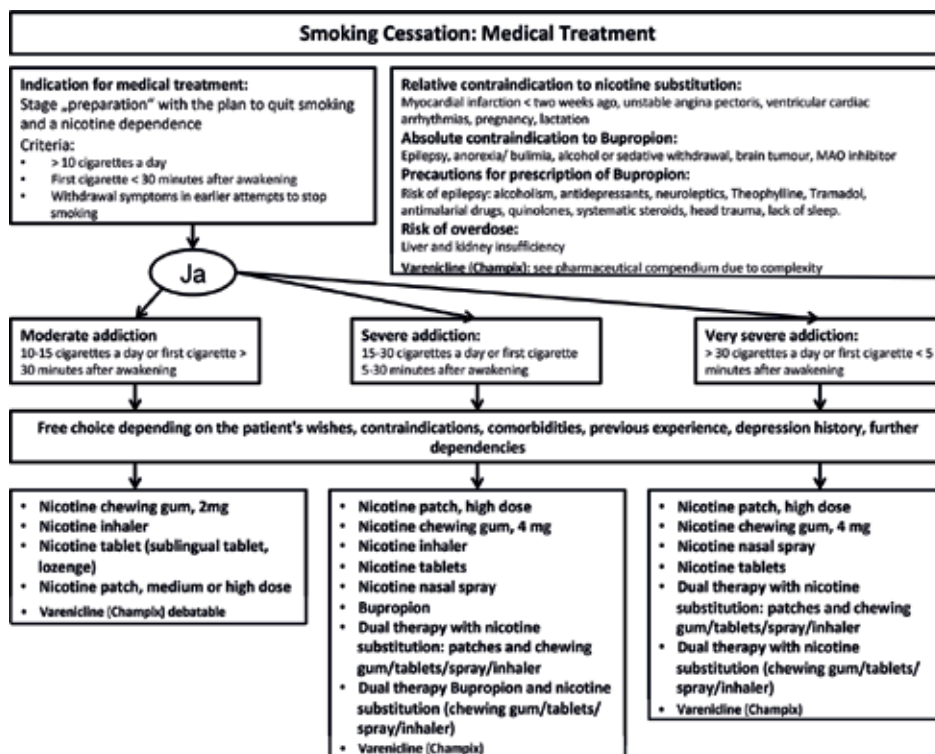 Smoking Cessation: Medical Treatment
Indication for medical treatment:
Stage „preparation“ with the plan to quit smoking
and a nicotine dependence
Criteria:
• > 10 cigarettes a day
• First cigarette < 30 minutes after awakening
• Withdrawal symptoms in earlier attempts to stop
smoking
Relative contraindication to nicotine substitution:
Myocardial infarction < two weeks ago, unstable angina pectoris, ventricular cardiac
arrhythmias, pregnancy, lactation
Absolute contraindication to Bupropion:
Epilepsy, anorexia/ bulimia, alcohol or sedative withdrawal, brain tumour, MAO inhibitor
Precautions for prescription of Bupropion:
Risk of epilepsy: alcoholism, antidepressants, neuroleptics, Theophylline, Tramadol,
antimalarial drugs, quinolones, systematic steroids, head trauma, lack of sleep.
Risk of overdose:
Liver and kidney insufficiency
Varenicline (Champix): see pharmaceutical compendium due to complexity
Ja
Moderate addiction
10-15 cigarettes a day or first cigarette >
30 minutes after awakening
Severe addiction:
15-30 cigarettes a day or first cigarette
5-30 minutes after awakening
Very severe addiction:
> 30 cigarettes a day or first cigarette < 5
minutes after awakening
Free choice depending on the patient's wishes, contraindications, comorbidities, previous experience, depression history, further
dependencies
• Nicotine chewing gum, 2mg
• Nicotine inhaler
• Nicotine tablet (sublingual tablet,
lozenge)
• Nicotine patch, medium or high dose
• Varenicline (Champix) debatable
• Nicotine patch, high dose
• Nicotine chewing gum, 4 mg
• Nicotine inhaler
• Nicotine tablets
• Nicotine nasal spray
• Bupropion
• Dual therapy with nicotine
substitution: patches and chewing
gum/tablets/spray/inhaler
• Dual therapy Bupropion and nicotine
substitution (chewing gum/tablets/
spray/inhaler)
• Varenicline (Champix)
• Nicotine patch, high dose
• Nicotine chewing gum, 4 mg
• Nicotine nasal spray
• Nicotine tablets
• Dual therapy with nicotine
substitution: patches and chewing
gum/tablets/spray/inhaler
• Dual therapy with nicotine
substitution (chewing gum/tablets/
spray/inhaler)
• Varenicline (Champix)